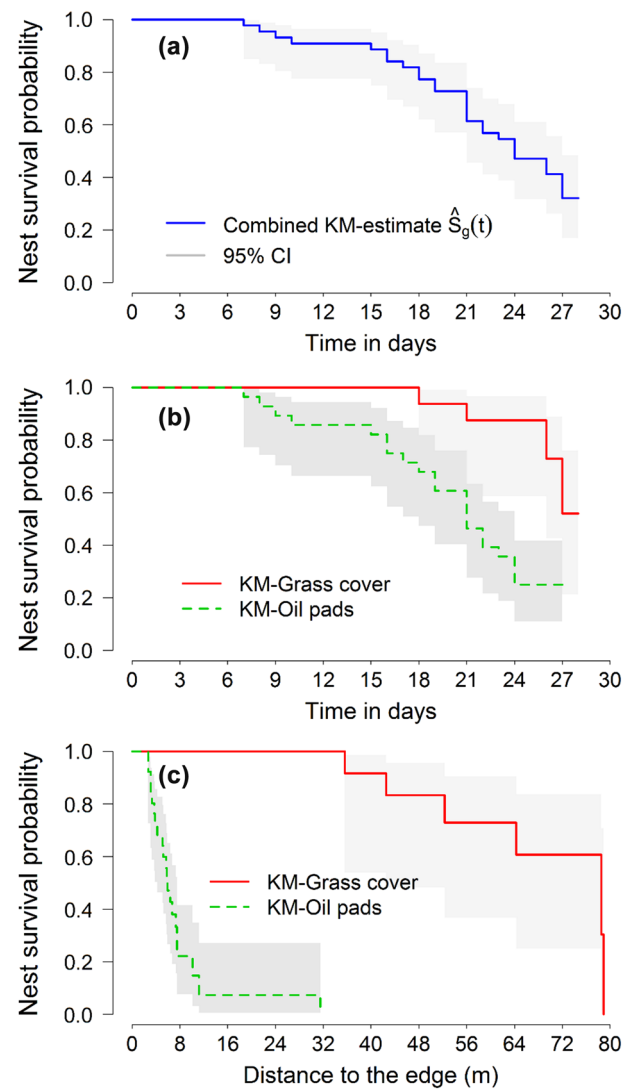 Nest survival probability
1.0
0.8
0.6
0.4
0.2
0.0
(a)
Combined KM-estimate Ŝg(t)
95% CI
0 3 6 9 12 15 18 21 24 27 30
Time in days
Nest survival probability
1.0
0.8
0.6
0.4
0.2
0.0
(b)
KM-Grass cover
KM-Oil pads
0 3 6 9 12 15 18 21 24 27 30
Time in days
Nest survival probability
1.0
0.8
0.6
0.4
0.2
0.0
(c)
KM-Grass cover
KM-Oil pads
0 8 16 24 32 40 48 56 64 72 80
Distance to the edge (m)